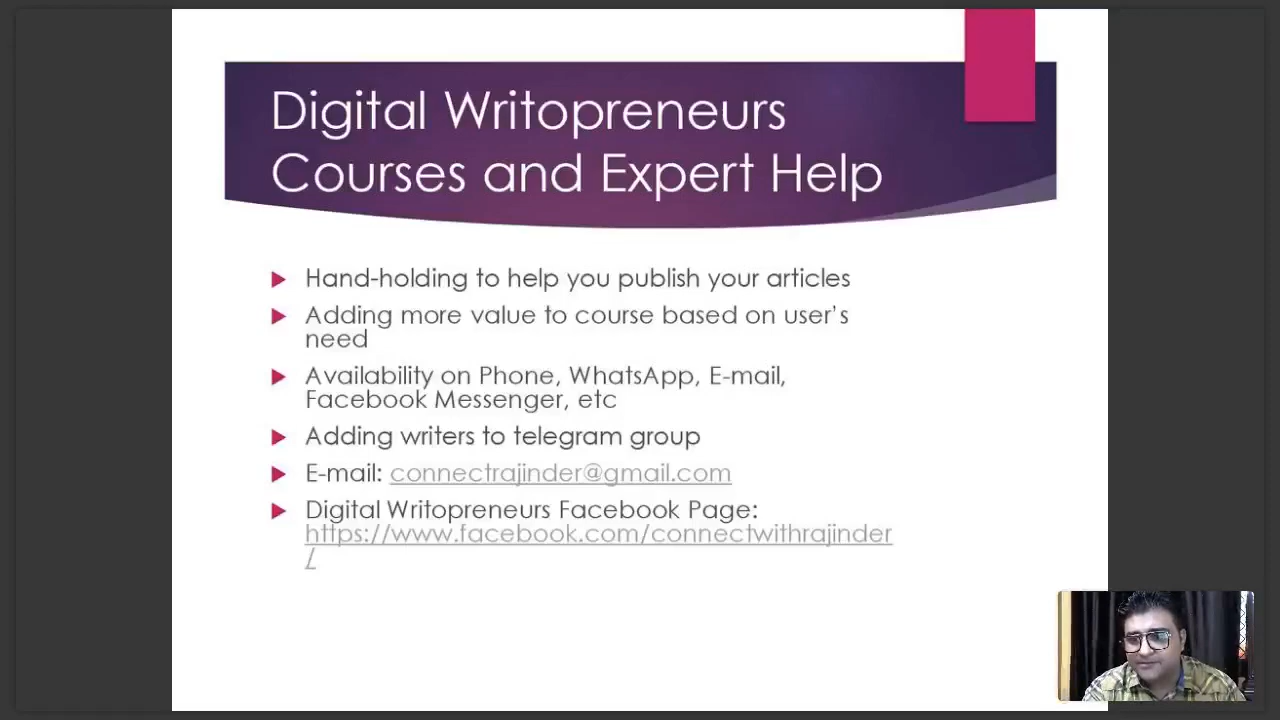 Digital Writopreneurs
Courses and Expert Help
Hand-holding to help you publish your articles
Adding more value to course based on user's
need
Availability on Phone, WhatsApp, E-mail,
Facebook Messenger, etc
Adding writers to telegram group
E-mail: connectrajinder@gmail.com
Digital Writopreneurs Facebook Page:
https://www.facebook.com/connectwithrajinder
/